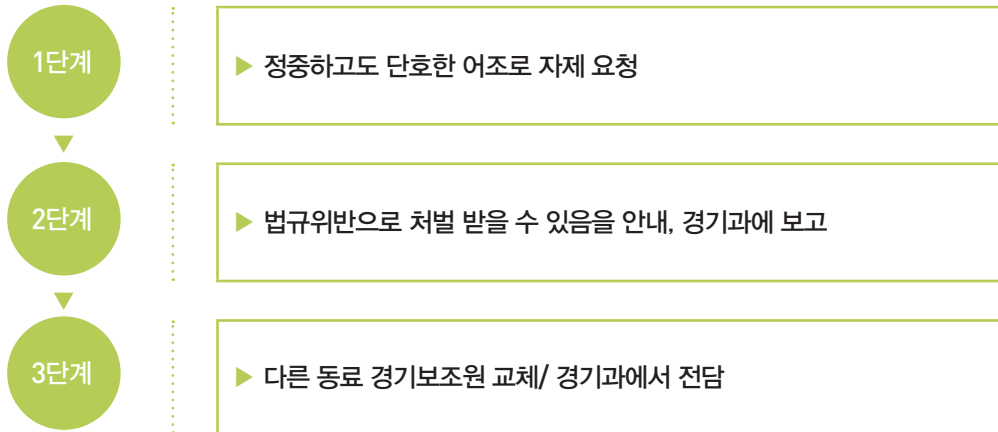 1단계
▶ 정중하고도 단호한 어조로 자제 요청
2단계
▶ 법규위반으로 처벌 받을 수 있음을 안내, 경기과에 보고
3단계
▶ 다른 동료 경기보조원 교체/ 경기과에서 전담